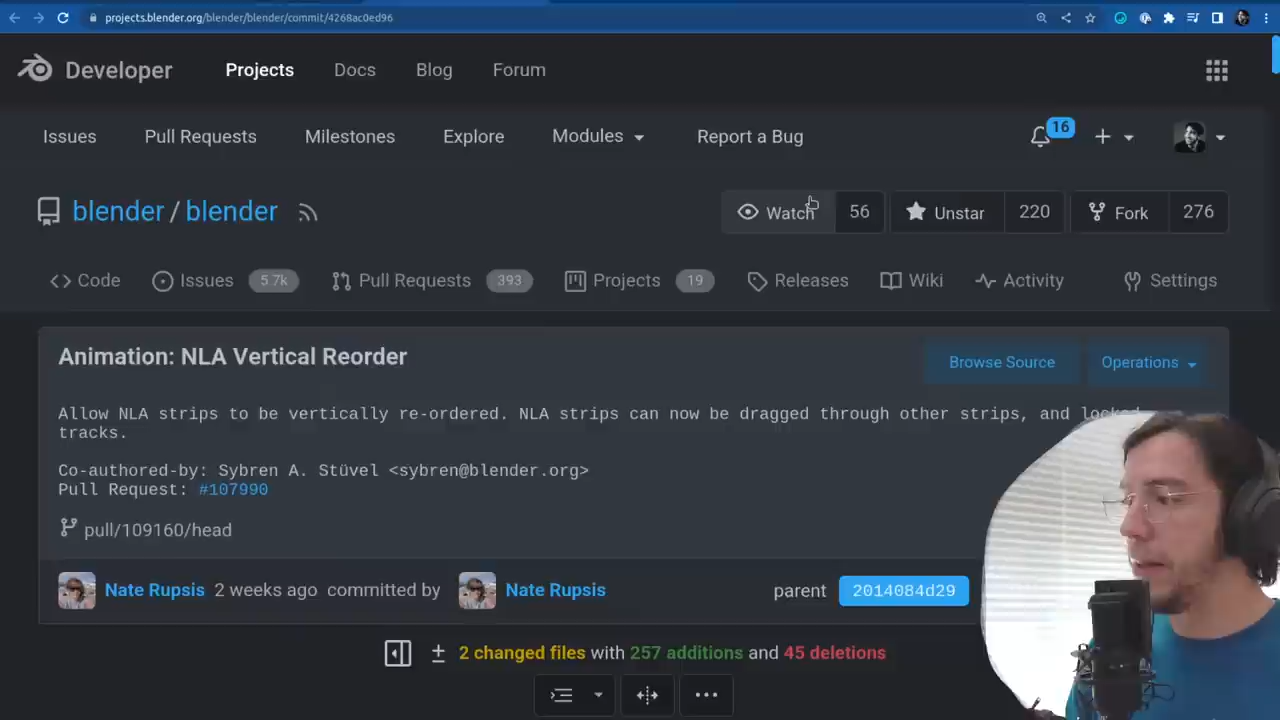 projects.blender.org/blender/blender/commit/4268ac0ed96
Developer Projects Docs Blog Forum
Issues Pull Requests Milestones Explore Modules Report a Bug 16
blender / blender Watch 56 Unstar 220 Fork 276
Code Issues 5.7k Pull Requests 393 Projects 19 Releases Wiki Activity Settings
Animation: NLA Vertical Reorder Browse Source Operations
Allow NLA strips to be vertically re-ordered. NLA strips can now be dragged through other strips, and locked
tracks.
Co-authored-by: Sybren A. Stüvel <sybren@blender.org>
Pull Request: #107990
pull/109160/head
Nate Rupsis 2 weeks ago committed by Nate Rupsis parent 2014084d29
2 changed files with 257 additions and 45 deletions